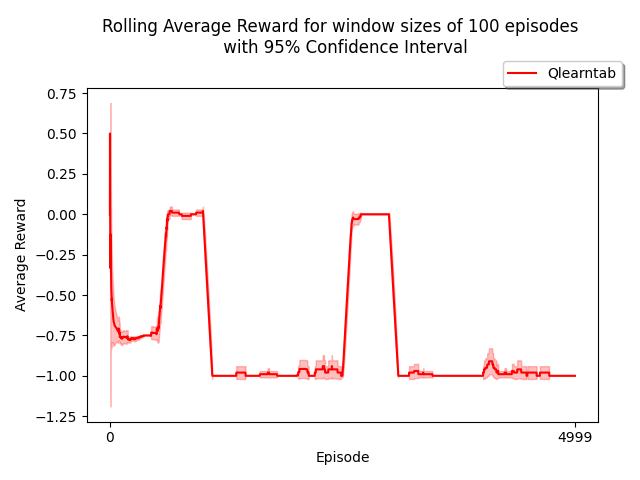 Rolling Average Reward for window sizes of 100 episodes
with 95% Confidence Interval
Qlearntab
0.75
0.50
0.25
0.00
−0.25
−0.50
−0.75
−1.00
−1.25
Average Reward
0
4999
Episode